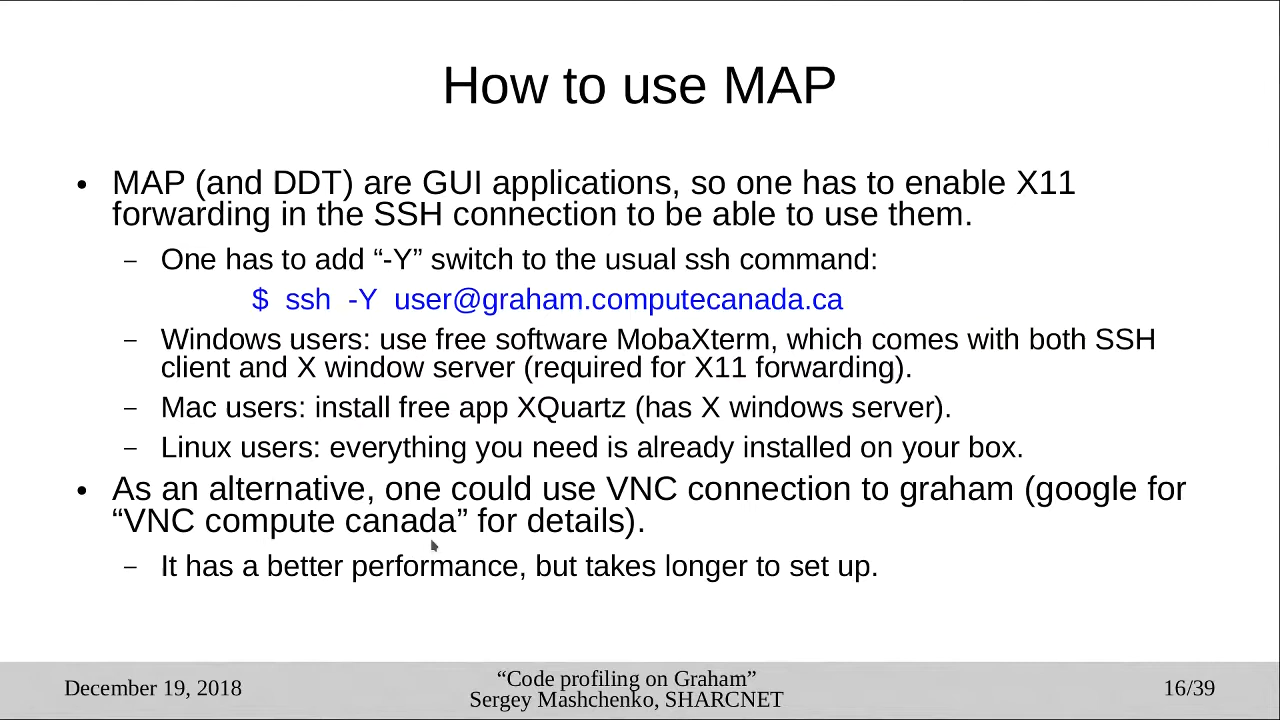 How to use MAP
• MAP (and DDT) are GUI applications, so one has to enable X11
forwarding in the SSH connection to be able to use them.
– One has to add “-Y” switch to the usual ssh command:
$ ssh -Y user@graham.computecanada.ca
– Windows users: use free software MobaXterm, which comes with both SSH
client and X window server (required for X11 forwarding).
– Mac users: install free app XQuartz (has X windows server).
– Linux users: everything you need is already installed on your box.
• As an alternative, one could use VNC connection to graham (google for
“VNC compute canada” for details).
– It has a better performance, but takes longer to set up.
December 19, 2018
“Code profiling on Graham”
Sergey Mashchenko, SHARCNET
16/39